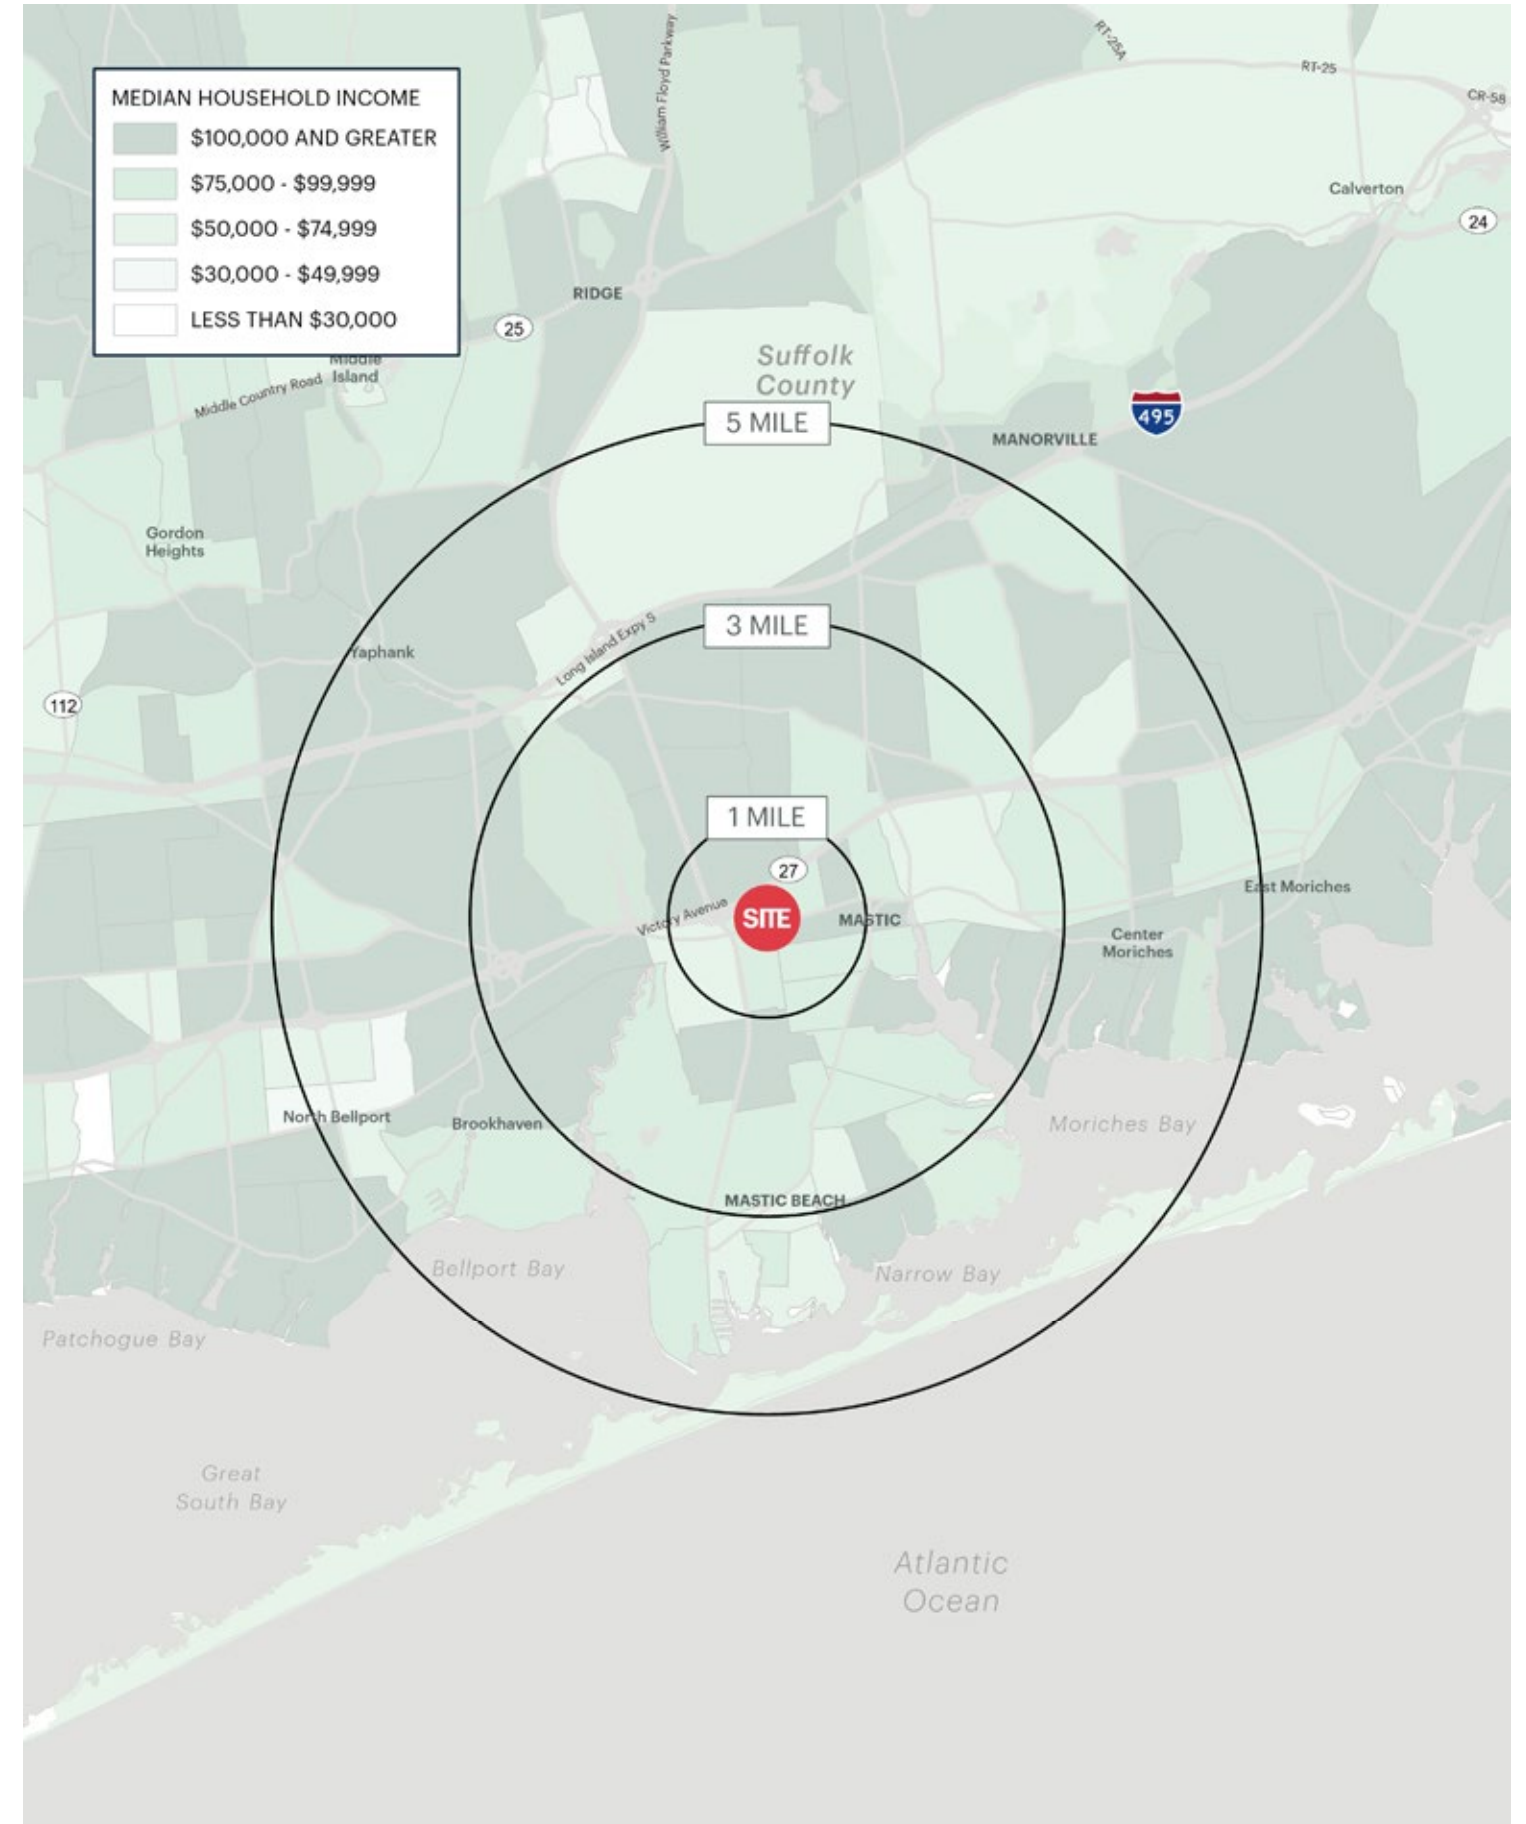 William Floyd Parkway
RT-25A
RT-25
CR-58
MEDIAN HOUSEHOLD INCOME
$100,000 AND GREATER
$75,000 - $99,999
$50,000 - $74,999
$30,000 - $49,999
LESS THAN $30,000
Calverton
24
RIDGE
25
Suffolk
County
Middle
Island
Middle Country Road
495
5 MILE
MANORVILLE
Gordon
Heights
3 MILE
Long Island Expy S
Yaphank
112
1 MILE
27
SITE
Victory Avenue
MASTIC
East Moriches
Center
Moriches
North Bellport
Brookhaven
Moriches Bay
MASTIC BEACH
Bellport Bay
Narrow Bay
Patchogue Bay
Great
South Bay
Atlantic
Ocean